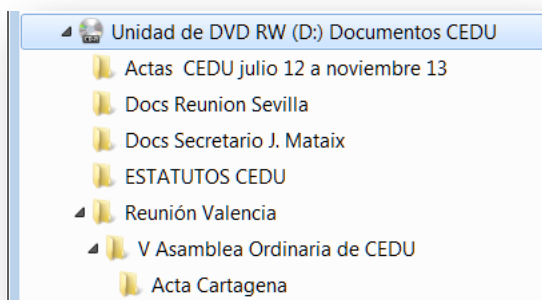 Unidad de DVD RW (D:) Documentos CEDU
Actas CEDU julio 12 a noviembre 13
Docs Reunion Sevilla
Docs Secretario J. Mataix
ESTATUTOS CEDU
Reunión Valencia
V Asamblea Ordinaria de CEDU
Acta Cartagena